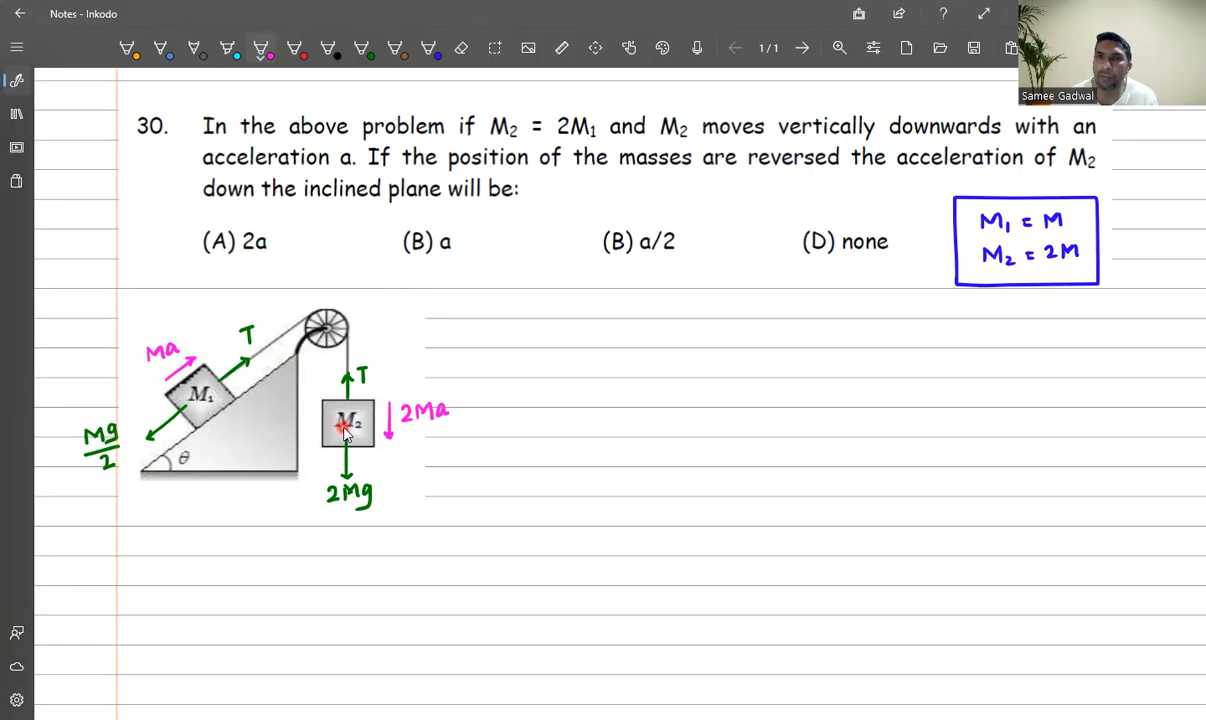 Notes - Inkodo
1/1
Samee Gadwal
30. In the above problem if M₂ = 2M₁ and M₂ moves vertically downwards with an
acceleration a. If the position of the masses are reversed the acceleration of M₂
down the inclined plane will be:
(A) 2a (B) a (B) a/2 (D) none
M₁ = M
M₂ = 2M
T
Ma
M₁
T
M₂
2Ma
Mg/2
θ
2Mg